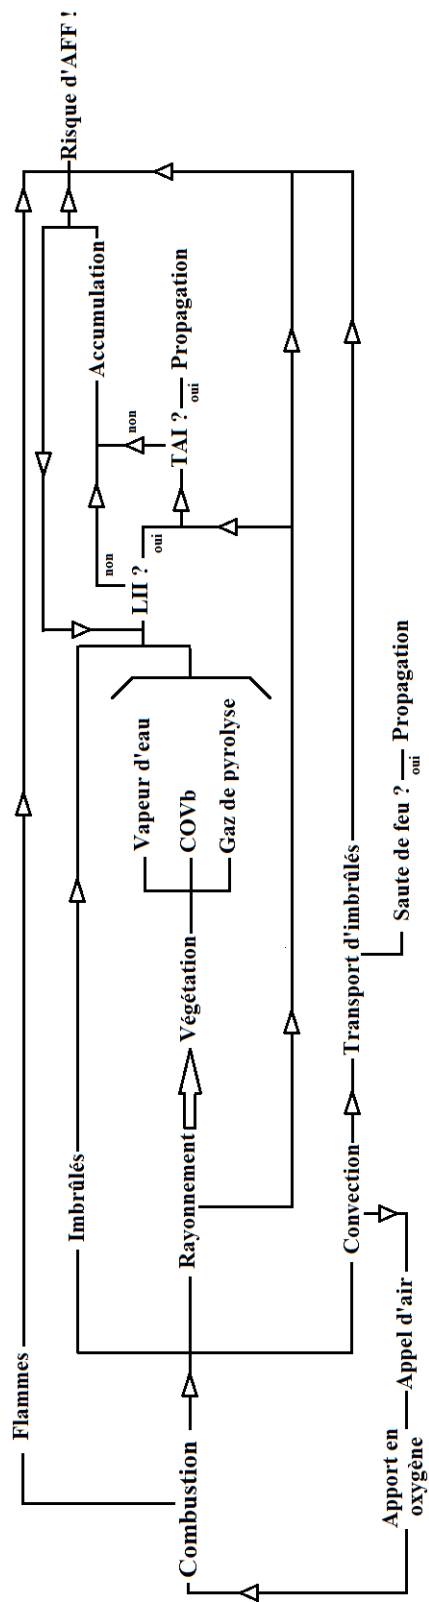 Flammes
Risque d'AFF !
Imbrûlés
Accumulation
non
non
LII ?
oui
TAI ?
oui
Propagation
Combustion
Rayonnement
Végétation
Vapeur d'eau
COVb
Gaz de pyrolyse
Convection
Transport d'imbrûlés
Saute de feu ?
oui
Propagation
Apport en
oxygène
Appel d'air